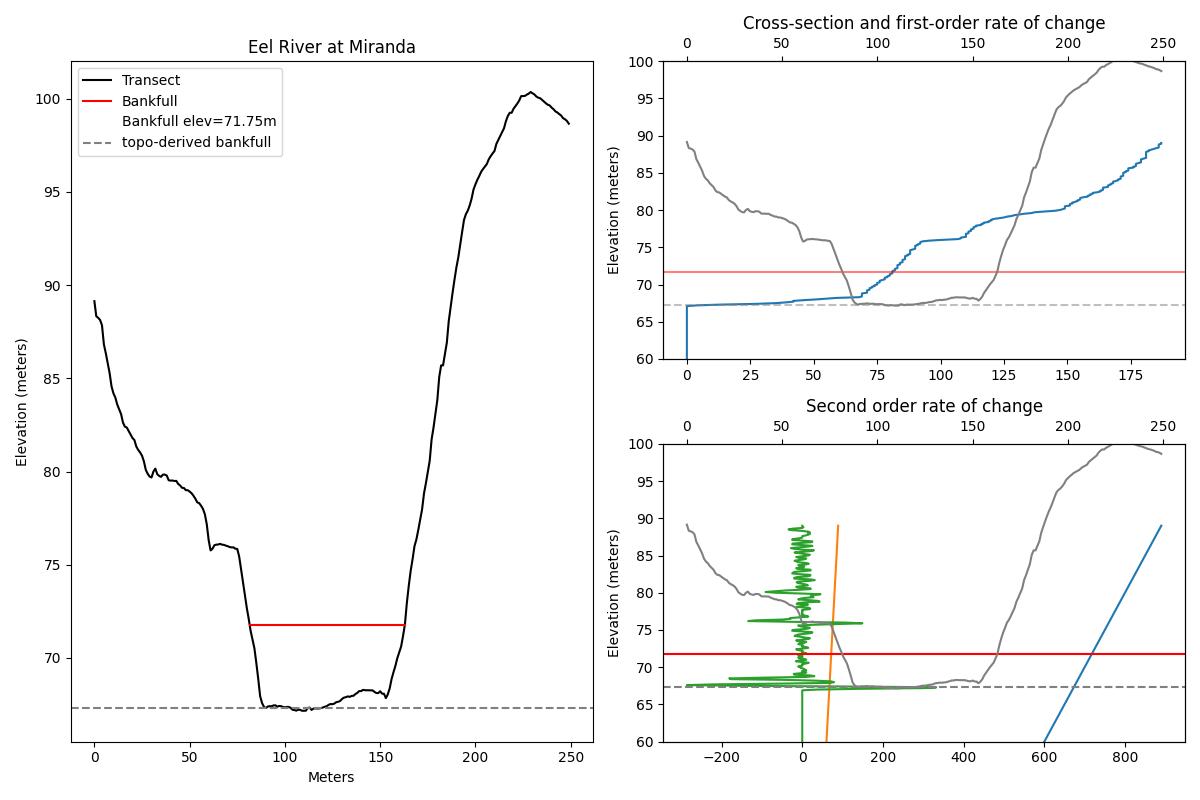 Eel River at Miranda
Transect
Bankfull
Bankfull elev=71.75m
topo-derived bankfull
Elevation (meters)
100
95
90
85
80
75
70
0 50 100 150 200 250
Meters
Cross-section and first-order rate of change
0 50 100 150 200 250
Elevation (meters)
100
95
90
85
80
75
70
65
60
0 25 50 75 100 125 150 175
Second order rate of change
0 50 100 150 200 250
Elevation (meters)
100
95
90
85
80
75
70
65
60
−200 0 200 400 600 800